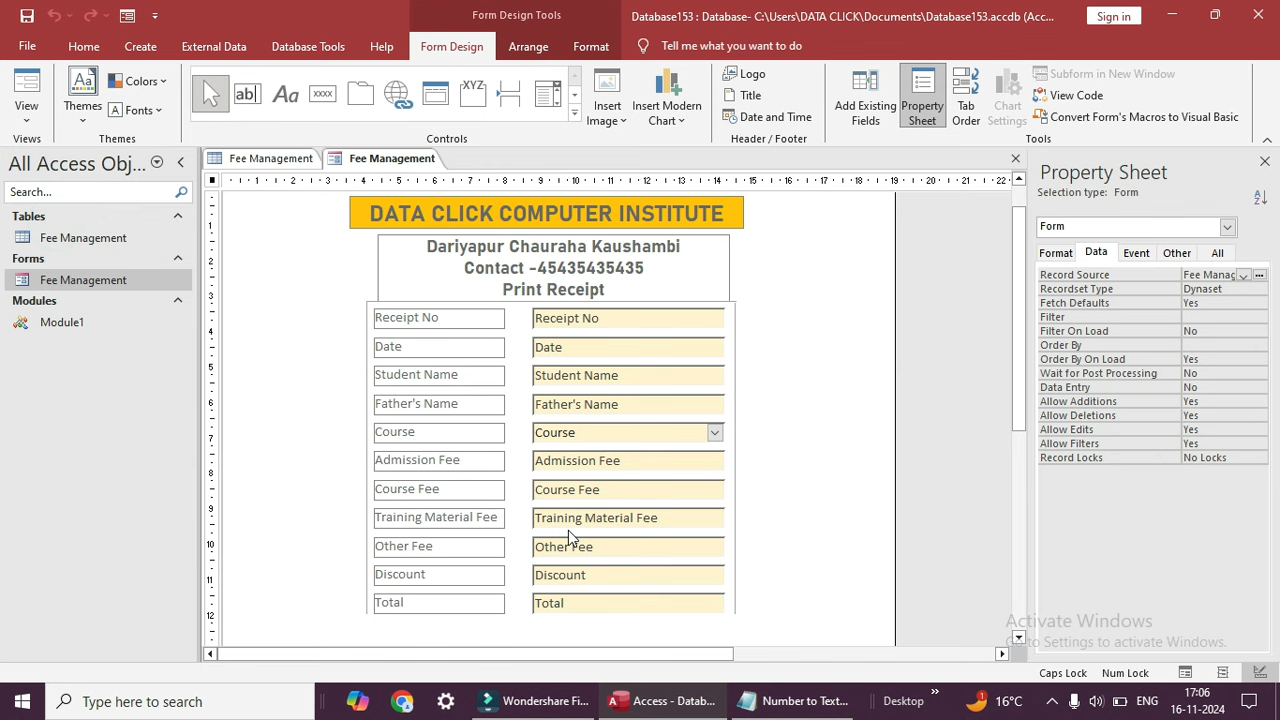 Form Design Tools
Database153 : Database- C:\Users\DATA CLICK\Documents\Database153.accdb (Acc...
Sign in
File
Home
Create
External Data
Database Tools
Help
Form Design
Arrange
Format
Tell me what you want to do
View
Views
Themes
Colors
Fonts
Themes
ab
Aa
xxxx
XYZ
Controls
Insert Image
Insert Modern Chart
Logo
Title
Date and Time
Header / Footer
Add Existing Fields
Property Sheet
Tab Order
Chart Settings
Subform in New Window
View Code
Convert Form's Macros to Visual Basic
Tools
All Access Obj...
Search...
Tables
Fee Management
Forms
Fee Management
Modules
Module1
Fee Management
Fee Management
DATA CLICK COMPUTER INSTITUTE
Dariyapur Chauraha Kaushambi
Contact -45435435435
Print Receipt
Receipt No Receipt No
Date Date
Student Name Student Name
Father's Name Father's Name
Course Course
Admission Fee Admission Fee
Course Fee Course Fee
Training Material Fee Training Material Fee
Other Fee Other Fee
Discount Discount
Total Total
Property Sheet
Selection type: Form
Form
Format Data Event Other All
Record Source Fee Manag
Recordset Type Dynaset
Fetch Defaults Yes
Filter
Filter On Load No
Order By
Order By On Load Yes
Wait for Post Processing No
Data Entry No
Allow Additions Yes
Allow Deletions Yes
Allow Edits Yes
Allow Filters Yes
Record Locks No Locks
Activate Windows
Go to Settings to activate Windows.
Caps Lock Num Lock
Type here to search
Wondershare Fi...
Access - Datab...
Number to Text...
Desktop
16°C
ENG
17:06
16-11-2024